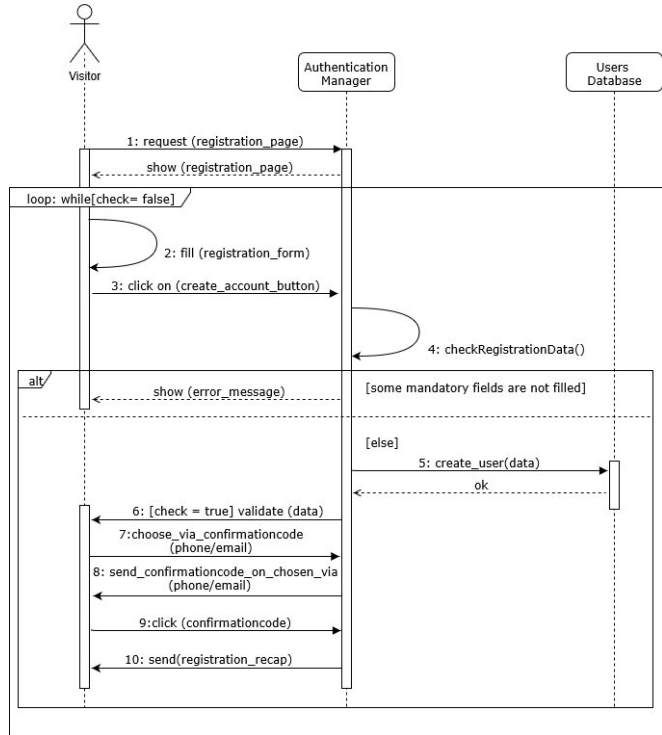 Visitor
Authentication
Manager
Users
Database
1: request (registration_page)
show (registration_page)
loop: while[check= false]
2: fill (registration_form)
3: click on (create_account_button)
4: checkRegistrationData()
alt
show (error_message)
[some mandatory fields are not filled]
[else]
5: create_user(data)
ok
6: [check = true] validate (data)
7:choose_via_confirmationcode
(phone/email)
8: send_confirmationcode_on_chosen_via
(phone/email)
9:click (confirmationcode)
10: send(registration_recap)